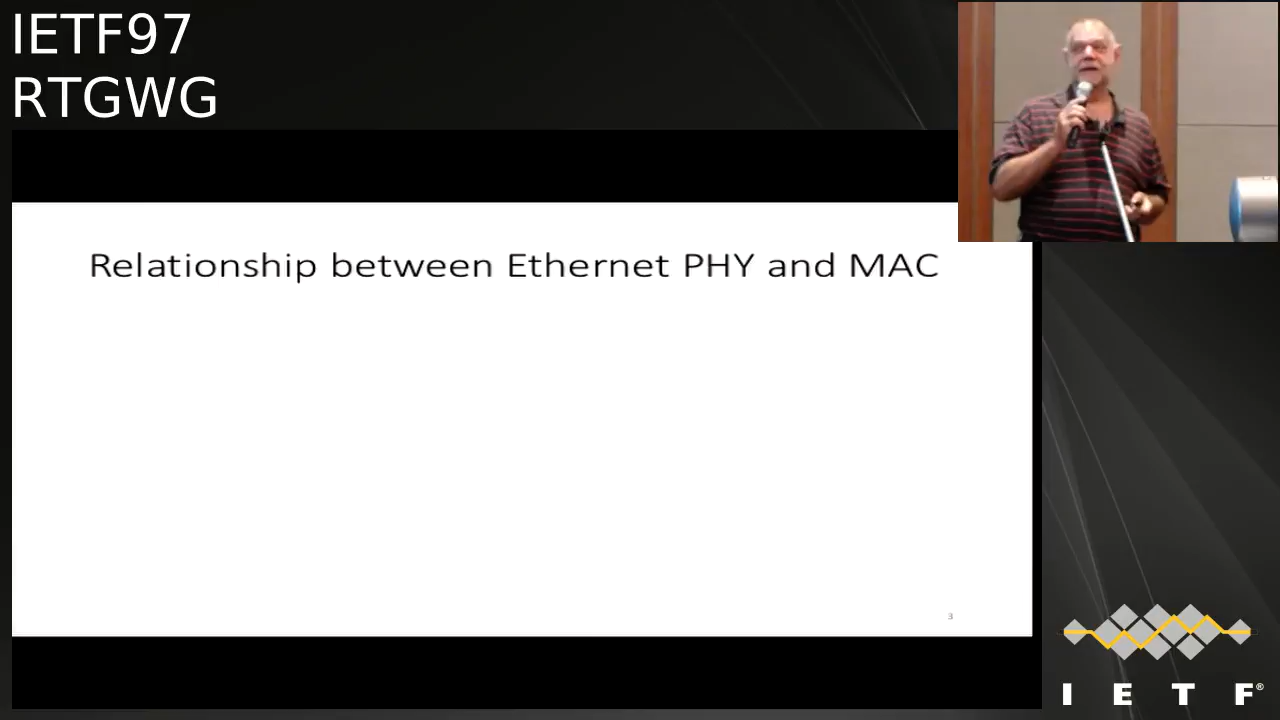 IETF97
RTGWG
Relationship between Ethernet PHY and MAC
3
I E T F®